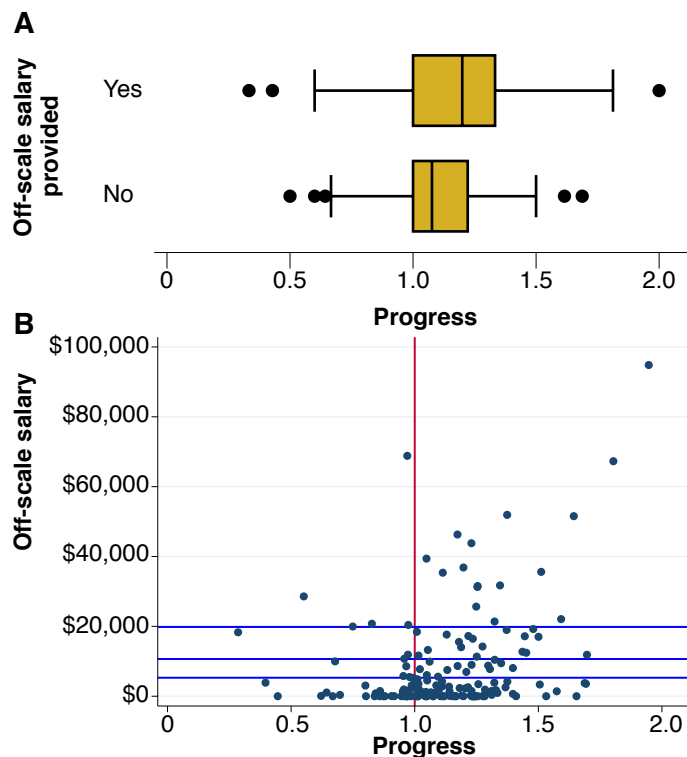 A
Off-scale salary
provided
Yes
No
0
0.5
1.0
1.5
2.0
Progress
B
Off-scale salary
$100,000
$80,000
$60,000
$40,000
$20,000
$0
0
0.5
1.0
1.5
2.0
Progress